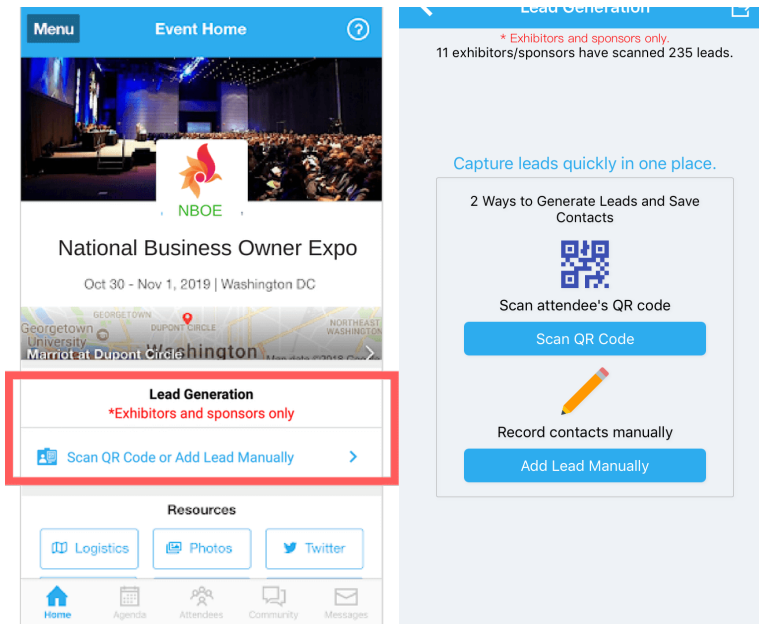 Menu
Event Home
?
NBOE
National Business Owner Expo
Oct 30 - Nov 1, 2019 | Washington DC
GEORGETOWN
Georgetown
University
DUPONT CIRCLE
NORTHEAST
WASHINGTON
Washington
Marriot at Dupont Circle
Map data ©2018
Lead Generation
*Exhibitors and sponsors only
Scan QR Code or Add Lead Manually
Resources
Logistics
Photos
Twitter
Home
Agenda
Attendees
Community
Messages
Lead Generation
* Exhibitors and sponsors only.
11 exhibitors/sponsors have scanned 235 leads.
Capture leads quickly in one place.
2 Ways to Generate Leads and Save
Contacts
Scan attendee's QR code
Scan QR Code
Record contacts manually
Add Lead Manually